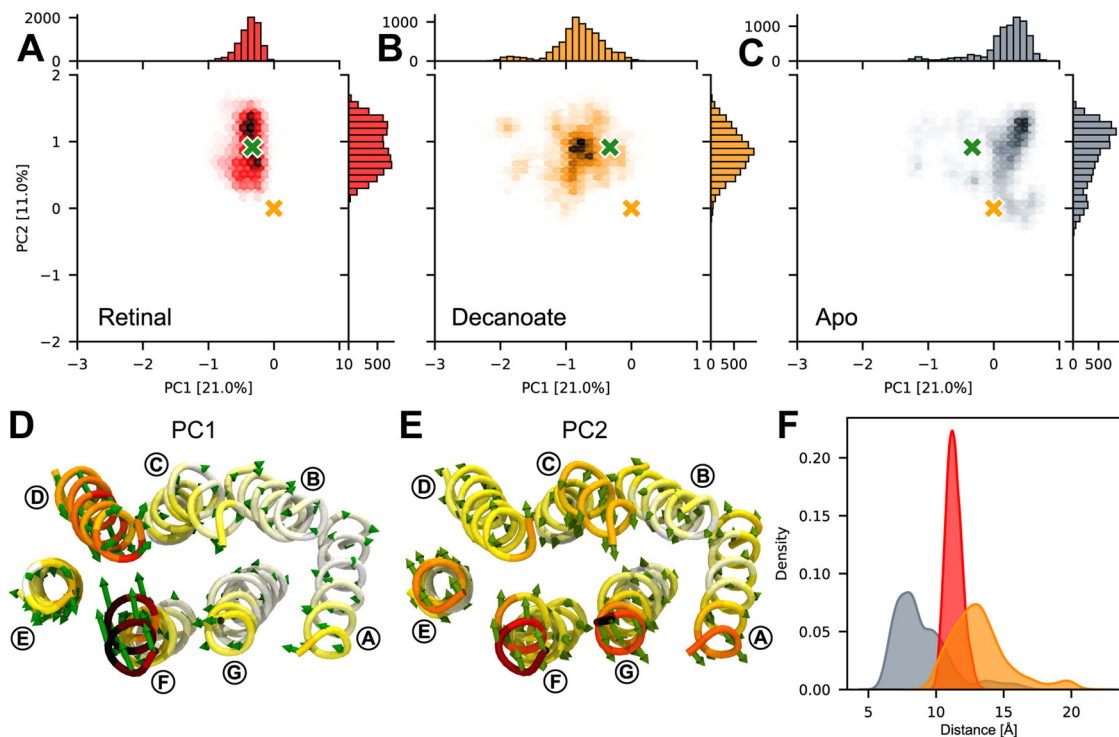 A
2000
0
B
1000
0
C
1000
0
2
1
0
−1
−2
PC2 [11.0%]
Retinal
Decanoate
Apo
−3 −2 −1 0 1 0 500
−3 −2 −1 0 1 0 500
−3 −2 −1 0 1 0 500
PC1 [21.0%]
PC1 [21.0%]
PC1 [21.0%]
D
PC1
C
B
D
E
F
G
A
E
PC2
C
B
D
E
F
G
A
F
0.20
0.15
0.10
0.05
0.00
Density
5 10 15 20
Distance [Å]